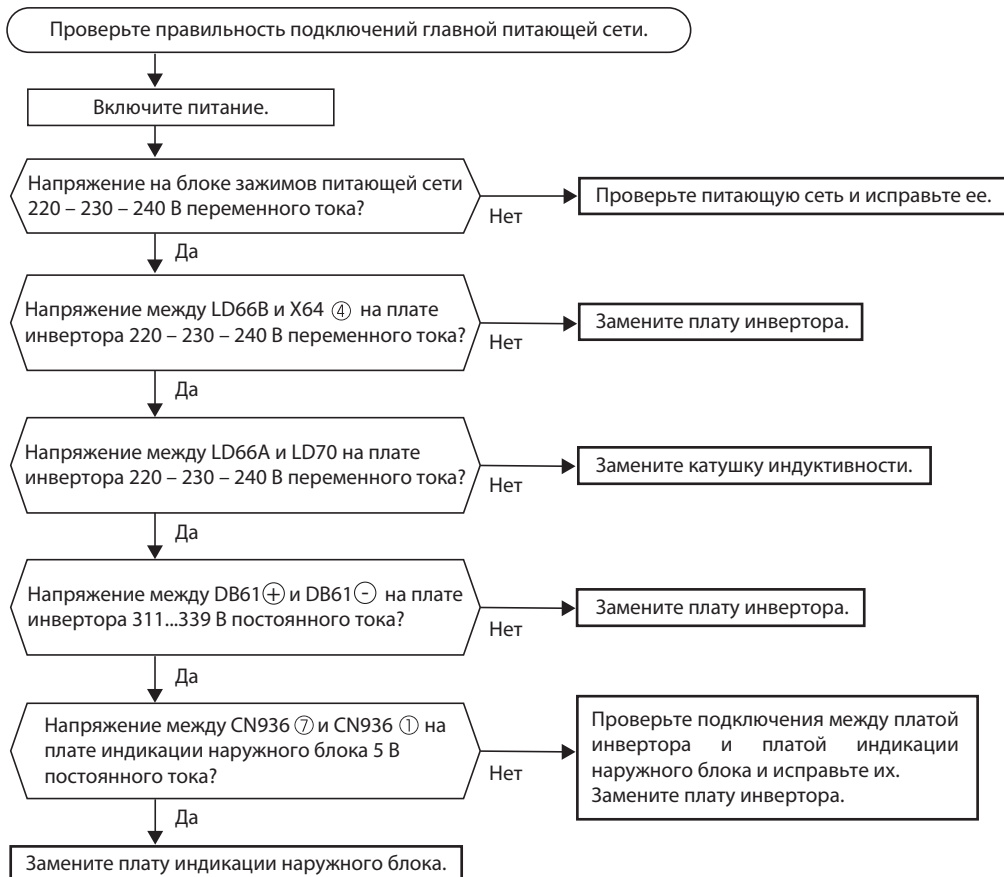 Проверьте правильность подключений главной питающей сети.
Включите питание.
Напряжение на блоке зажимов питающей сети
220 – 230 – 240 В переменного тока?
Нет
Проверьте питающую сеть и исправьте ее.
Да
Напряжение между LD66B и X64 ④ на плате
инвертора 220 – 230 – 240 В переменного тока?
Нет
Замените плату инвертора.
Да
Напряжение между LD66A и LD70 на плате
инвертора 220 – 230 – 240 В переменного тока?
Нет
Замените катушку индуктивности.
Да
Напряжение между DB61⊕ и DB61⊖ на плате
инвертора 311...339 В постоянного тока?
Нет
Замените плату инвертора.
Да
Напряжение между CN936 ⑦ и CN936 ① на
плате индикации наружного блока 5 В
постоянного тока?
Нет
Проверьте подключения между платой
инвертора и платой индикации
наружного блока и исправьте их.
Замените плату инвертора.
Да
Замените плату индикации наружного блока.